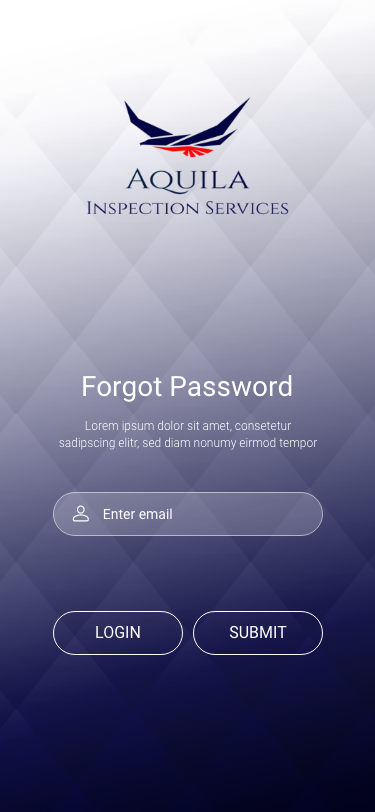 AQUILA
INSPECTION SERVICES
Forgot Password
Lorem ipsum dolor sit amet, consetetur
sadipscing elitr, sed diam nonumy eirmod tempor
Enter email
LOGIN SUBMIT